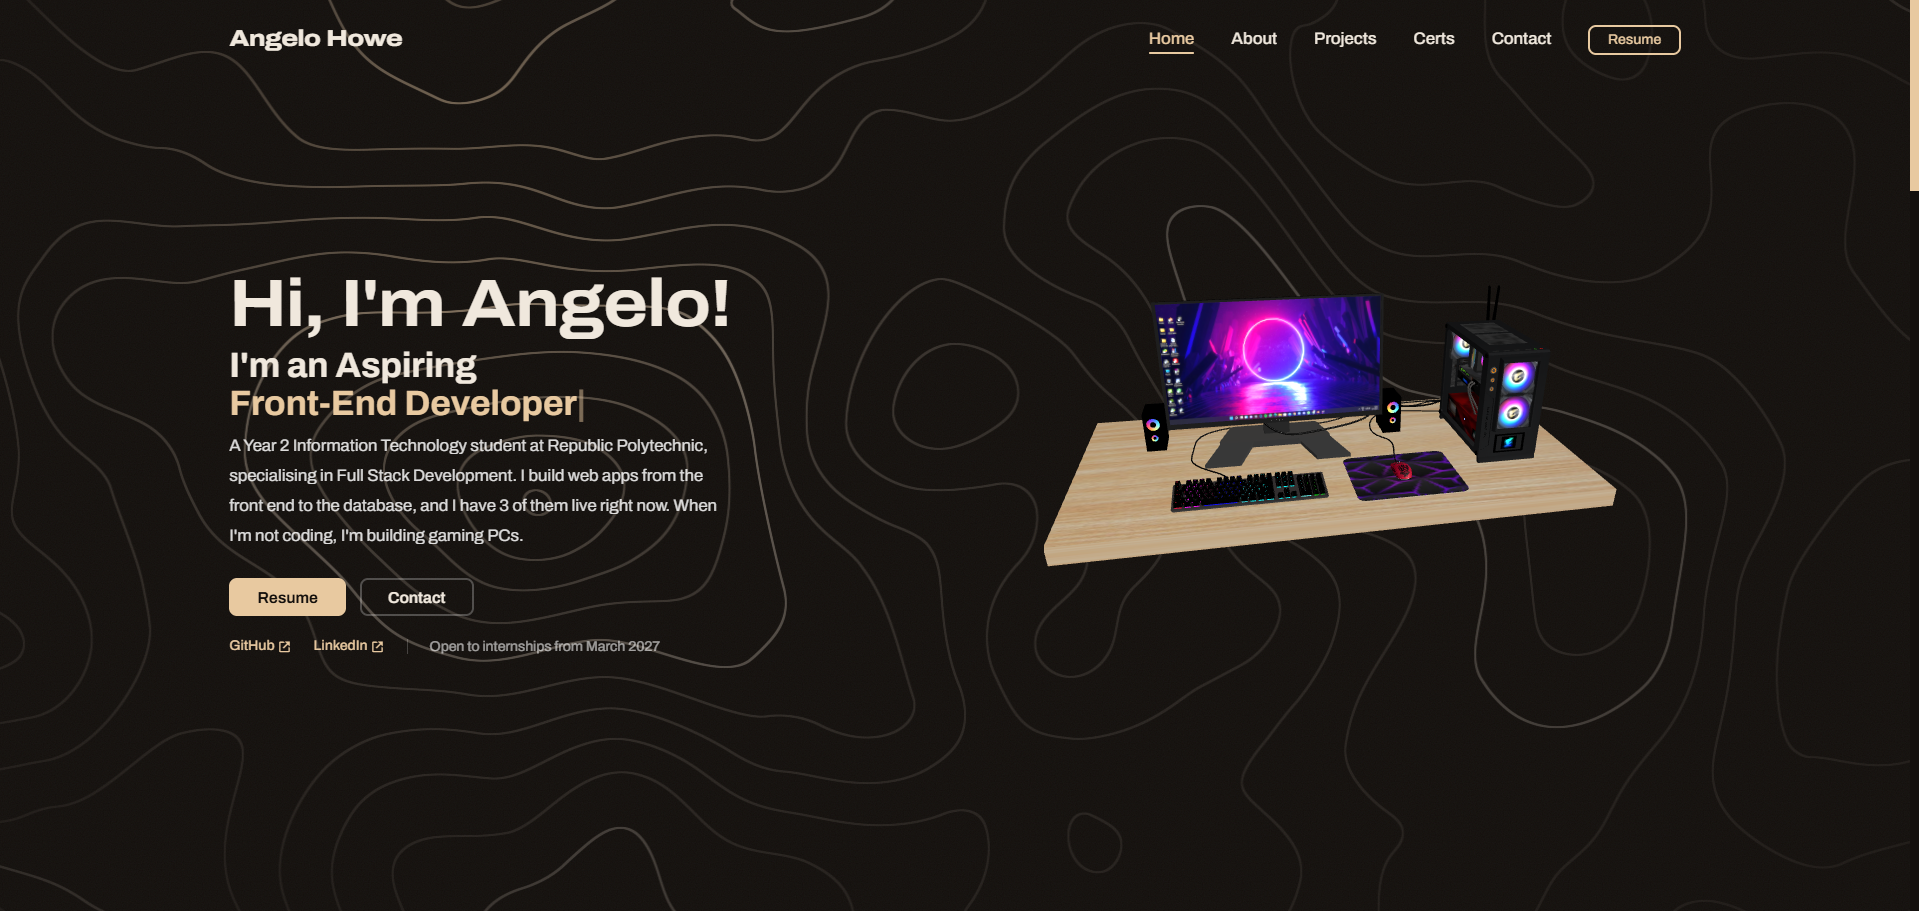 Angelo Howe
Home About Projects Certs Contact Resume
Hi, I'm Angelo!
I'm an Aspiring
Front-End Developer|
A Year 2 Information Technology student at Republic Polytechnic,
specialising in Full Stack Development. I build web apps from the
front end to the database, and I have 3 of them live right now. When
I'm not coding, I'm building gaming PCs.
Resume Contact
GitHub LinkedIn Open to internships from March 2027